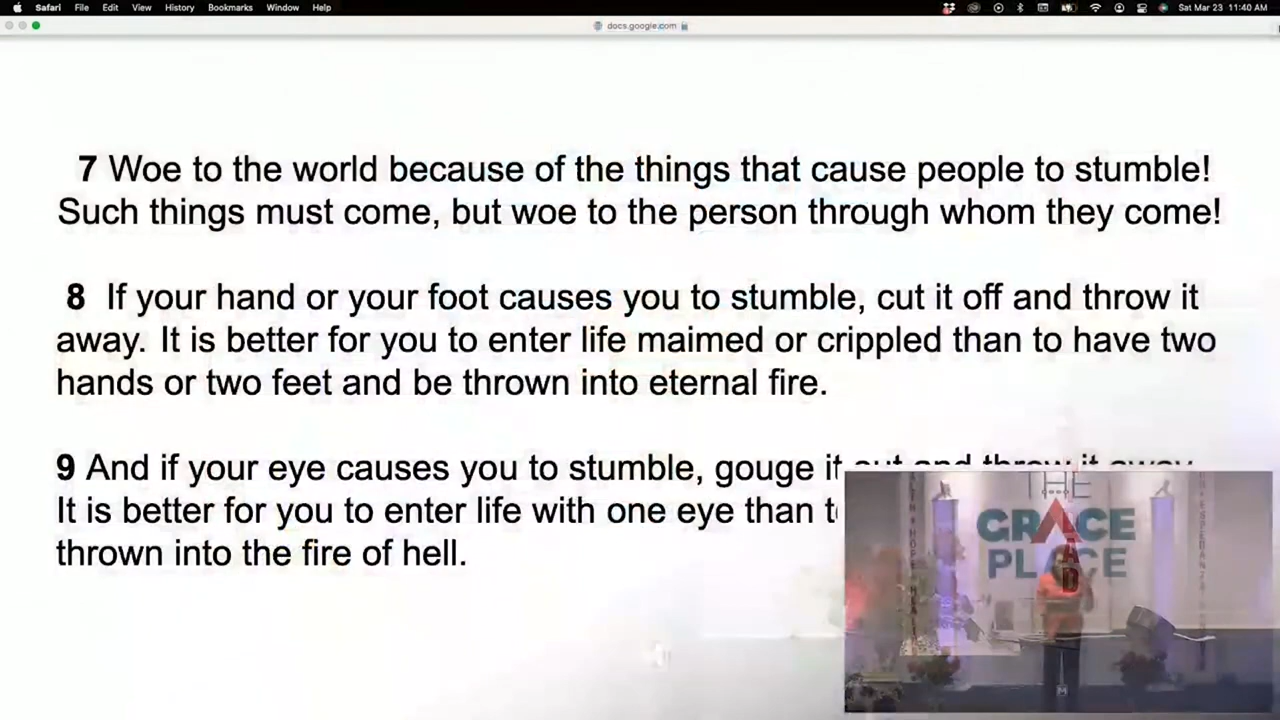 Safari File Edit View History Bookmarks Window Help Sat Mar 23 11:40 AM
docs.google.com
7 Woe to the world because of the things that cause people to stumble!
Such things must come, but woe to the person through whom they come!
8 If your hand or your foot causes you to stumble, cut it off and throw it
away. It is better for you to enter life maimed or crippled than to have two
hands or two feet and be thrown into eternal fire.
9 And if your eye causes you to stumble, gouge it out and throw it away.
It is better for you to enter life with one eye than
thrown into the fire of hell.
THE
GRACE
PLACE